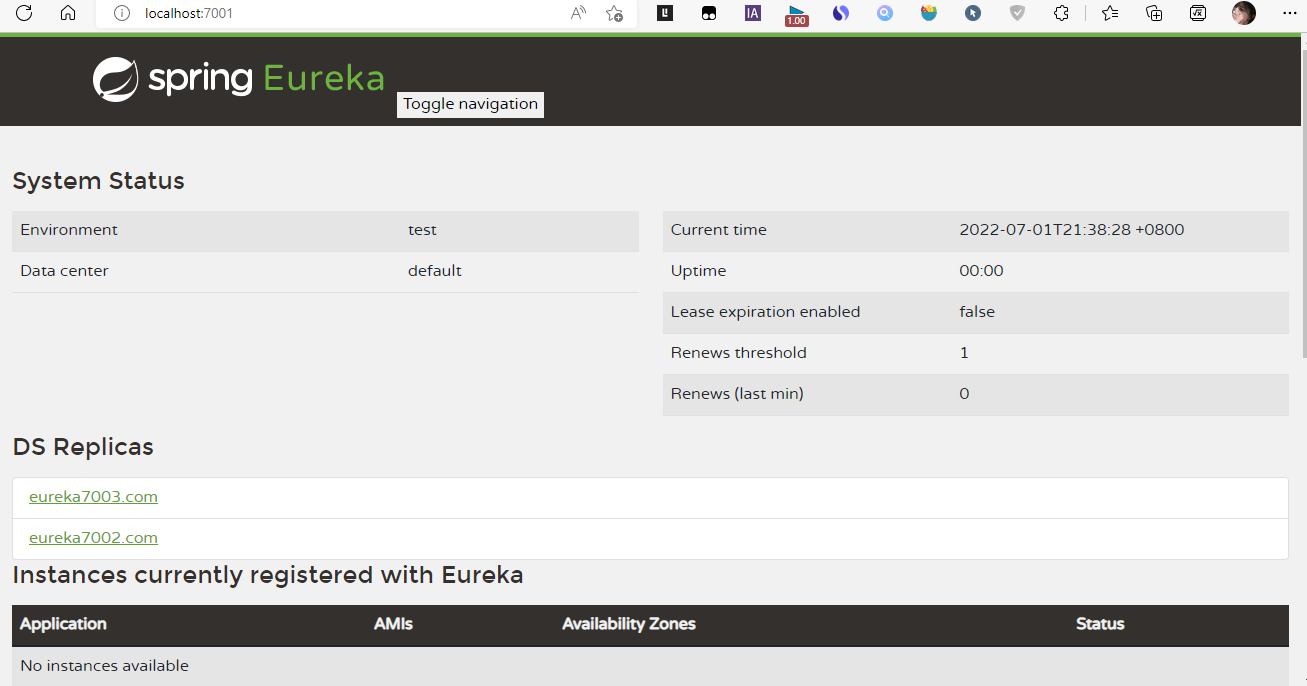 localhost:7001
A
LI
IA
1.00
spring Eureka
Toggle navigation
System Status
Environment test
Data center default
Current time 2022-07-01T21:38:28 +0800
Uptime 00:00
Lease expiration enabled false
Renews threshold 1
Renews (last min) 0
DS Replicas
eureka7003.com
eureka7002.com
Instances currently registered with Eureka
Application AMIs Availability Zones Status
No instances available